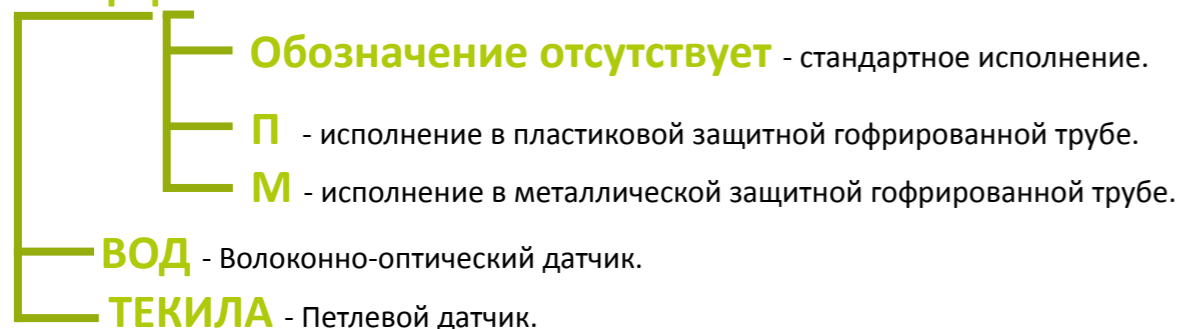 Обозначение отсутствует - стандартное исполнение.
П - исполнение в пластиковой защитной гофрированной трубе.
М - исполнение в металлической защитной гофрированной трубе.
ВОД - Волоконно-оптический датчик.
ТЕКИЛА - Петлевой датчик.